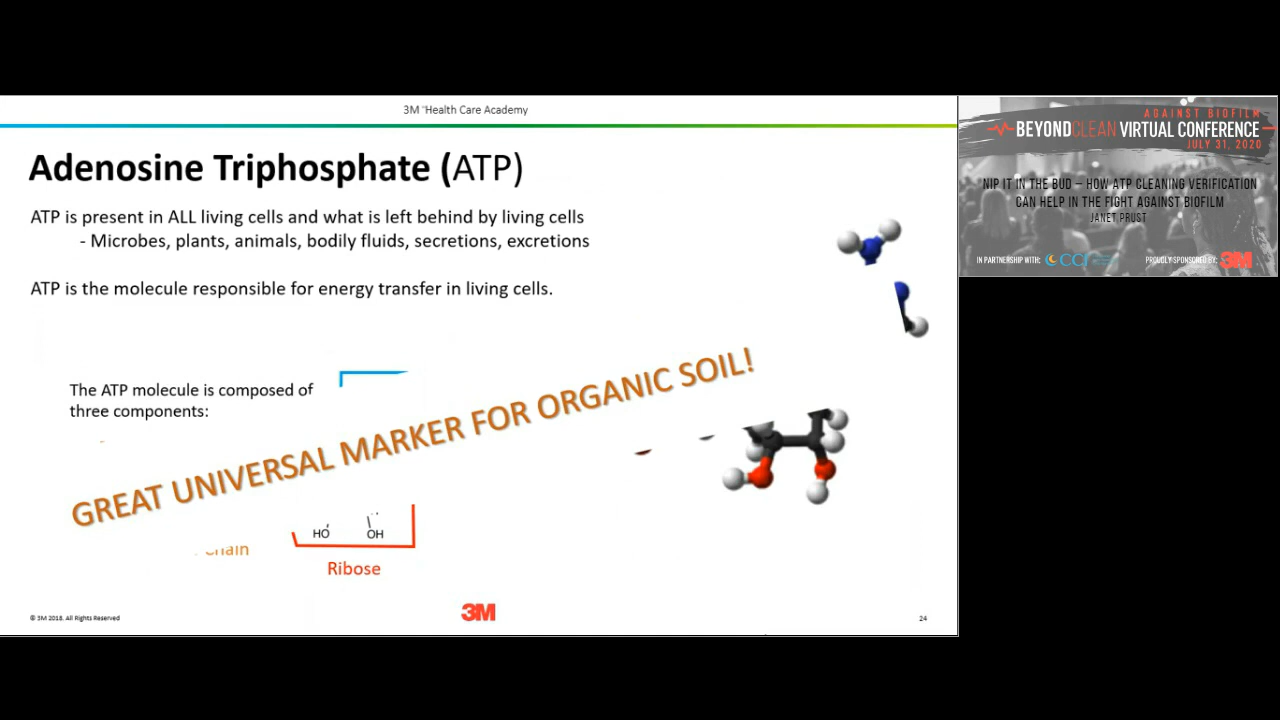 3M ™Health Care Academy
Adenosine Triphosphate (ATP)
ATP is present in ALL living cells and what is left behind by living cells
- Microbes, plants, animals, bodily fluids, secretions, excretions
ATP is the molecule responsible for energy transfer in living cells.
The ATP molecule is composed of
three components:
GREAT UNIVERSAL MARKER FOR ORGANIC SOIL!
HO
OH
Ribose
© 3M 2018. All Rights Reserved
3M
24
AGAINST BIOFILM
BEYONDCLEAN VIRTUAL CONFERENCE
JULY 31, 2020
NIP IT IN THE BUD – HOW ATP CLEANING VERIFICATION
CAN HELP IN THE FIGHT AGAINST BIOFILM
JANET PRUST
IN PARTNERSHIP WITH:
PROUDLY SPONSORED BY: 3M